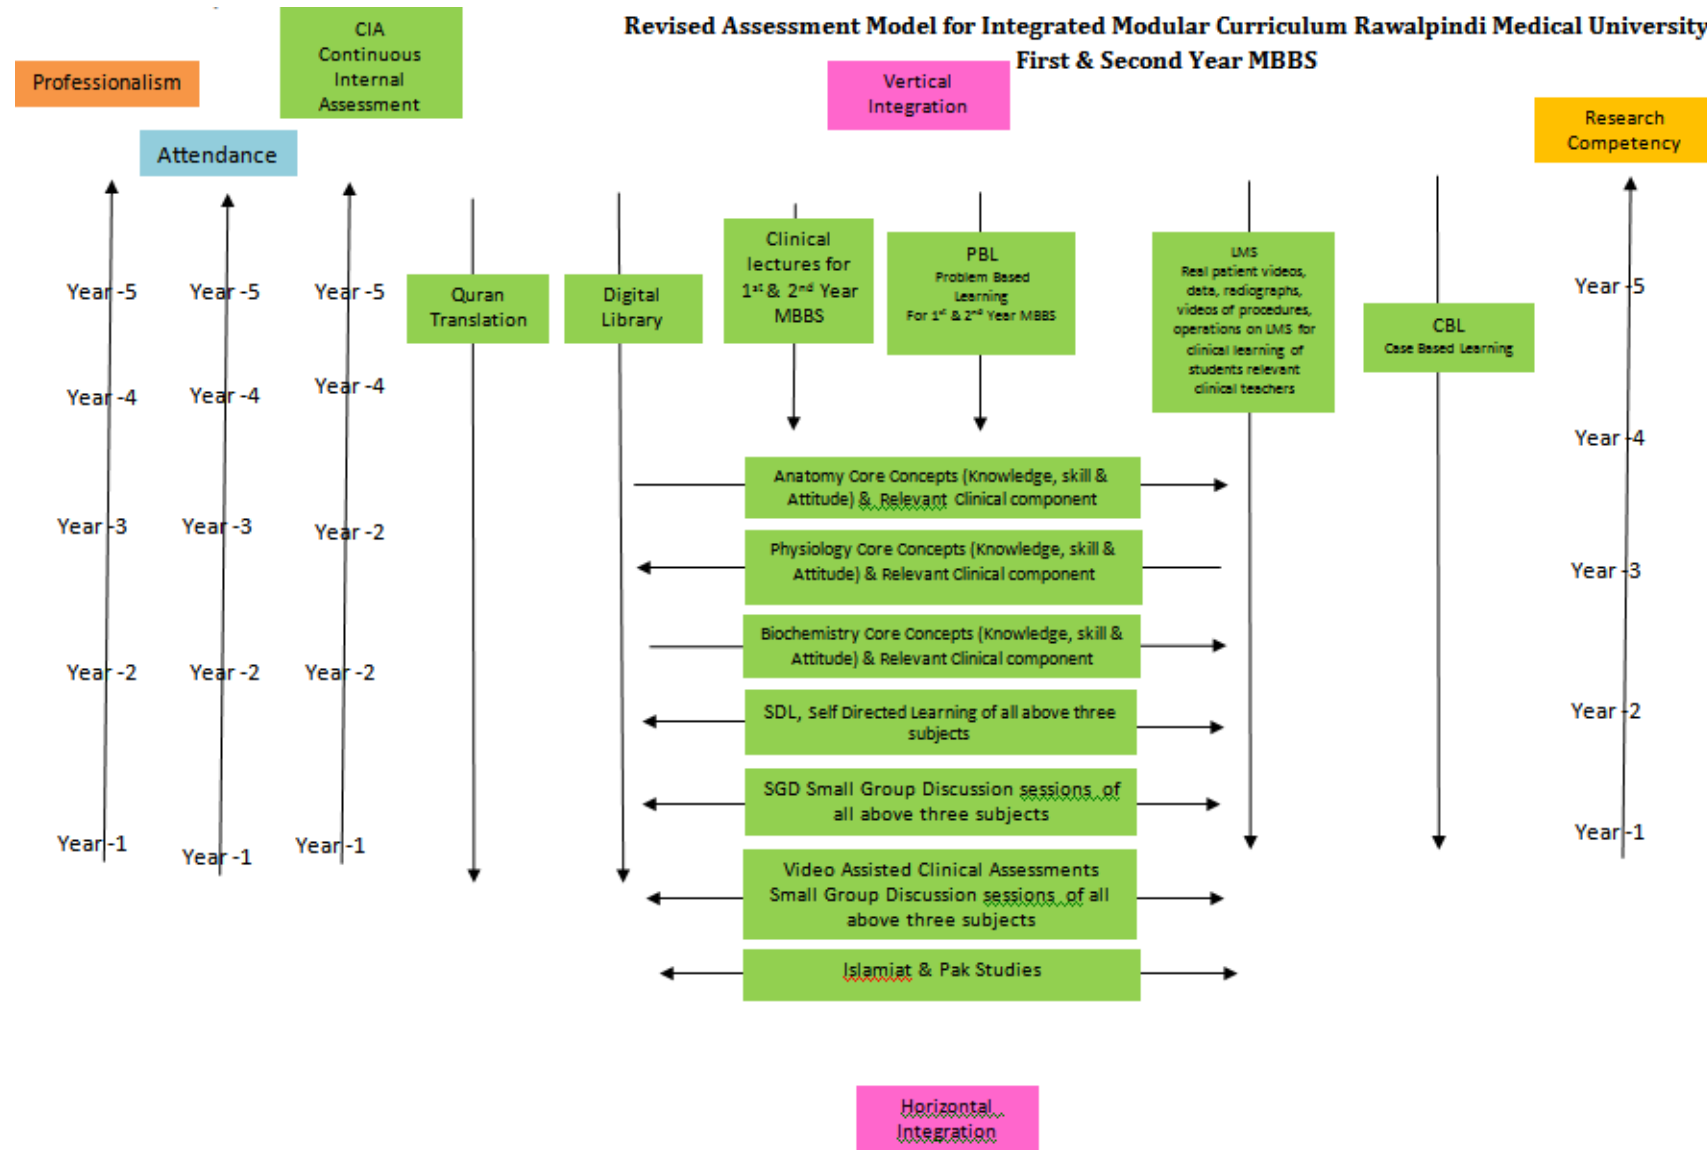 Revised Assessment Model for Integrated Modular Curriculum Rawalpindi Medical University
First & Second Year MBBS
Professionalism
Attendance
CIA
Continuous
Internal
Assessment
Vertical
Integration
Research
Competency
Year -5
Year -4
Year -3
Year -2
Year -1
Year -5
Year -4
Year -3
Year -2
Year -1
Year -5
Year -4
Year -2
Year -2
Year -1
Quran
Translation
Digital
Library
Clinical
lectures for
1st & 2nd Year
MBBS
PBL
Problem Based
Learning
For 1st & 2nd Year MBBS
LMS
Real patient videos,
data, radiographs,
videos of procedures,
operations on LMS for
clinical learning of
students relevant
clinical teachers
CBL
Case Based Learning
Year -5
Year -4
Year -3
Year -2
Year -1
Anatomy Core Concepts (Knowledge, skill &
Attitude) & Relevant Clinical component
Physiology Core Concepts (Knowledge, skill &
Attitude) & Relevant Clinical component
Biochemistry Core Concepts (Knowledge, skill &
Attitude) & Relevant Clinical component
SDL, Self Directed Learning of all above three
subjects
SGD Small Group Discussion sessions of
all above three subjects
Video Assisted Clinical Assessments
Small Group Discussion sessions of all
above three subjects
Islamiat & Pak Studies
Horizontal
Integration